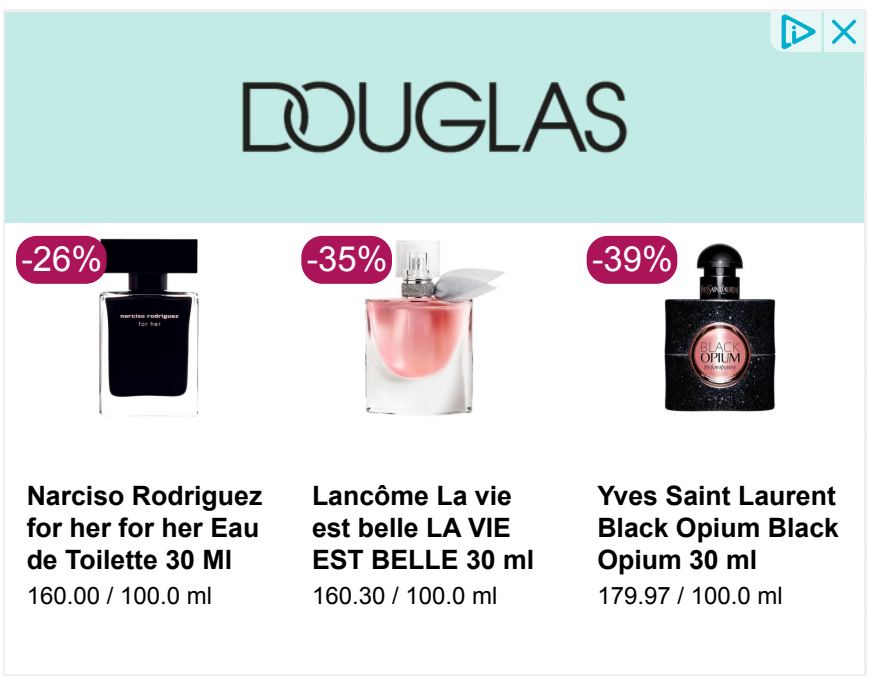 DOUGLAS
-26%
-35%
-39%
narciso rodriguez
for her
YVESSAINTLAURENT
BLACK
OPIUM
YVESSAINTLAURENT
Narciso Rodriguez
for her for her Eau
de Toilette 30 Ml
160.00 / 100.0 ml
Lancôme La vie
est belle LA VIE
EST BELLE 30 ml
160.30 / 100.0 ml
Yves Saint Laurent
Black Opium Black
Opium 30 ml
179.97 / 100.0 ml